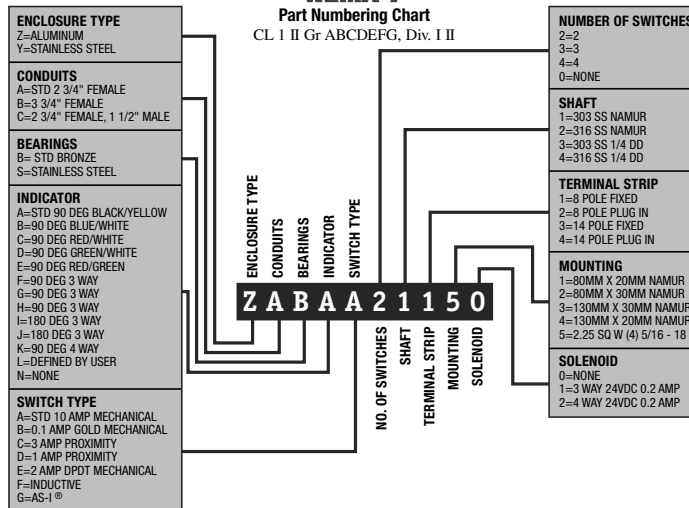 Part Numbering Chart
CL 1 II Gr ABCDEFG, Div. I II
ENCLOSURE TYPE
Z=ALUMINUM
Y=STAINLESS STEEL
CONDUITS
A=STD 2 3/4" FEMALE
B=3 3/4" FEMALE
C=2 3/4" FEMALE, 1 1/2" MALE
BEARINGS
B= STD BRONZE
S=STAINLESS STEEL
INDICATOR
A=STD 90 DEG BLACK/YELLOW
B=90 DEG BLUE/WHITE
C=90 DEG RED/WHITE
D=90 DEG GREEN/WHITE
E=90 DEG RED/GREEN
F=90 DEG 3 WAY
G=90 DEG 3 WAY
H=90 DEG 3 WAY
I=180 DEG 3 WAY
J=180 DEG 3 WAY
K=90 DEG 4 WAY
L=DEFINED BY USER
N=NONE
SWITCH TYPE
A=STD 10 AMP MECHANICAL
B=0.1 AMP GOLD MECHANICAL
C=3 AMP PROXIMITY
D=1 AMP PROXIMITY
E=2 AMP DPDT MECHANICAL
F=INDUCTIVE
G=AS-I ®
ENCLOSURE TYPE
CONDUITS
BEARINGS
INDICATOR
SWITCH TYPE
Z A B A A 2 1 1 5 0
NO. OF SWITCHES
SHAFT
TERMINAL STRIP
MOUNTING
SOLENOID
NUMBER OF SWITCHES
2=2
3=3
4=4
0=NONE
SHAFT
1=303 SS NAMUR
2=316 SS NAMUR
3=303 SS 1/4 DD
4=316 SS 1/4 DD
TERMINAL STRIP
1=8 POLE FIXED
2=8 POLE PLUG IN
3=14 POLE FIXED
4=14 POLE PLUG IN
MOUNTING
1=80MM X 20MM NAMUR
2=80MM X 30MM NAMUR
3=130MM X 30MM NAMUR
4=130MM X 20MM NAMUR
5=2.25 SQ W (4) 5/16 - 18
SOLENOID
0=NONE
1=3 WAY 24VDC 0.2 AMP
2=4 WAY 24VDC 0.2 AMP